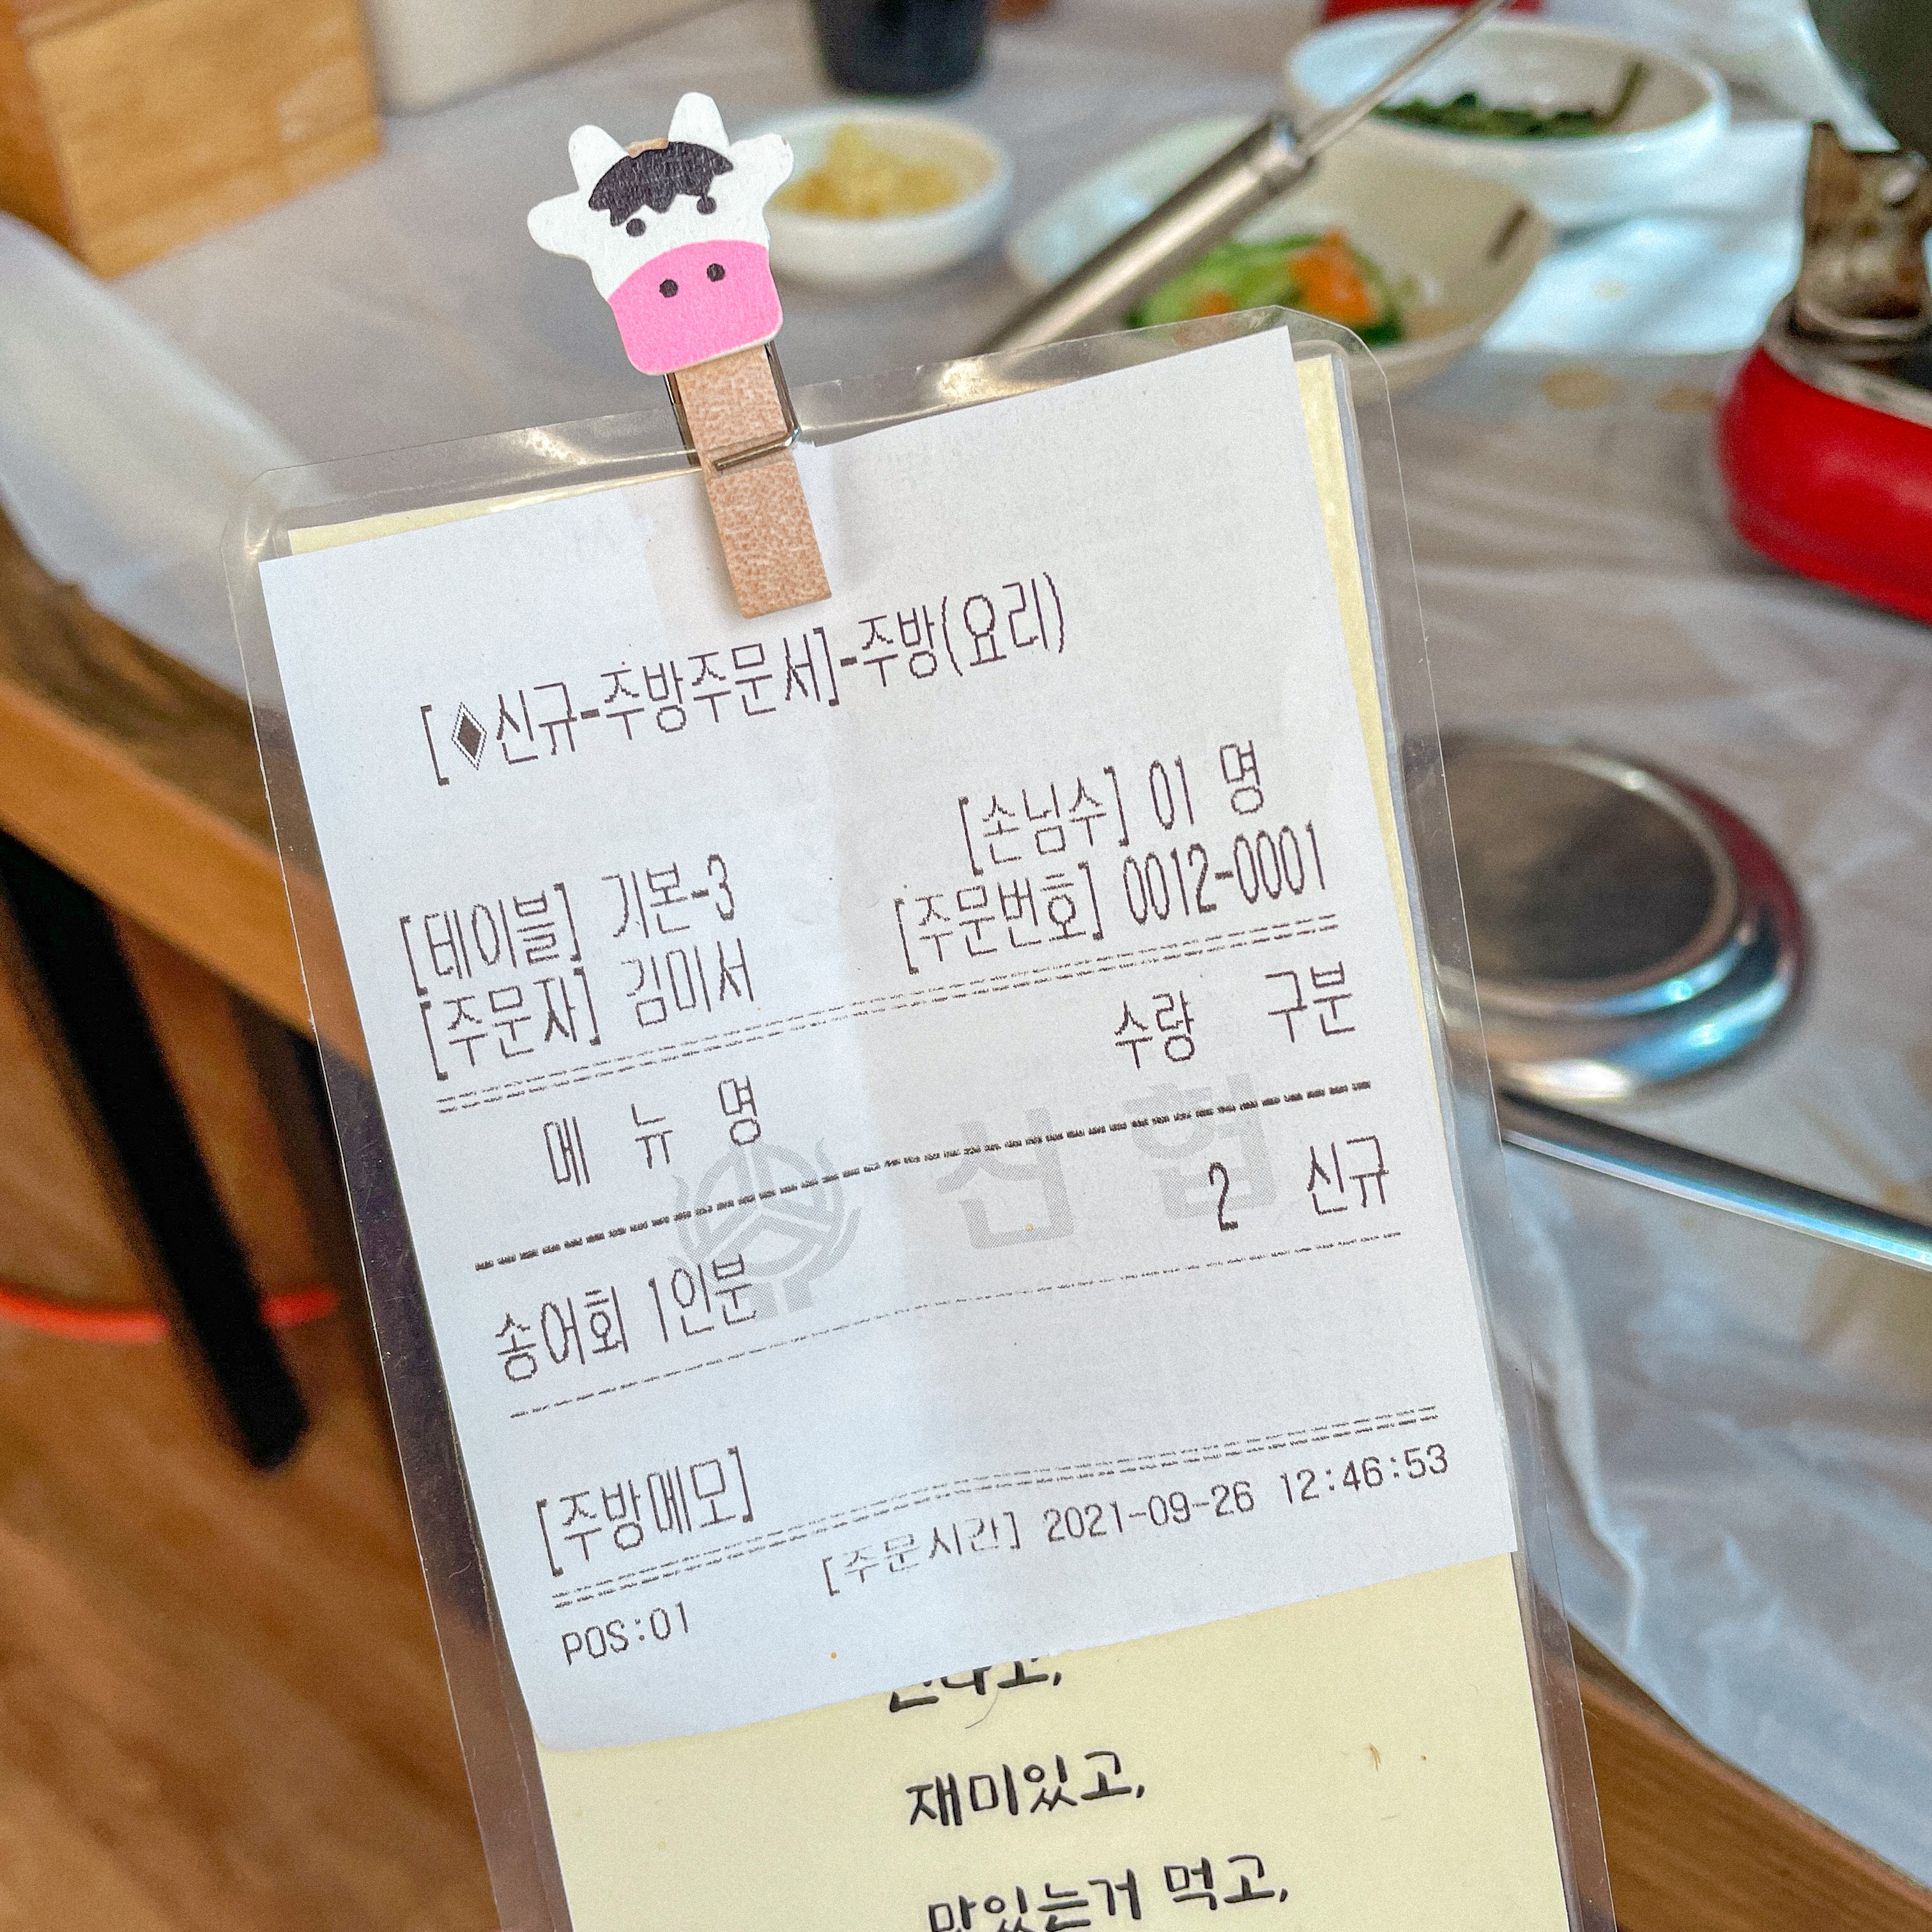 [◈신규-주방주문서]-주방(요리)
[손님수] 01 명
[테이블] 기본-3
[주문번호] 0012-0001
[주문자] 김미서
메 뉴 명 수량 구분
신협
송어회 1인분 2 신규
[주방메모]
[주문시간] 2021-09-26 12:46:53
POS:01
재미있고,
맛있는거 먹고,